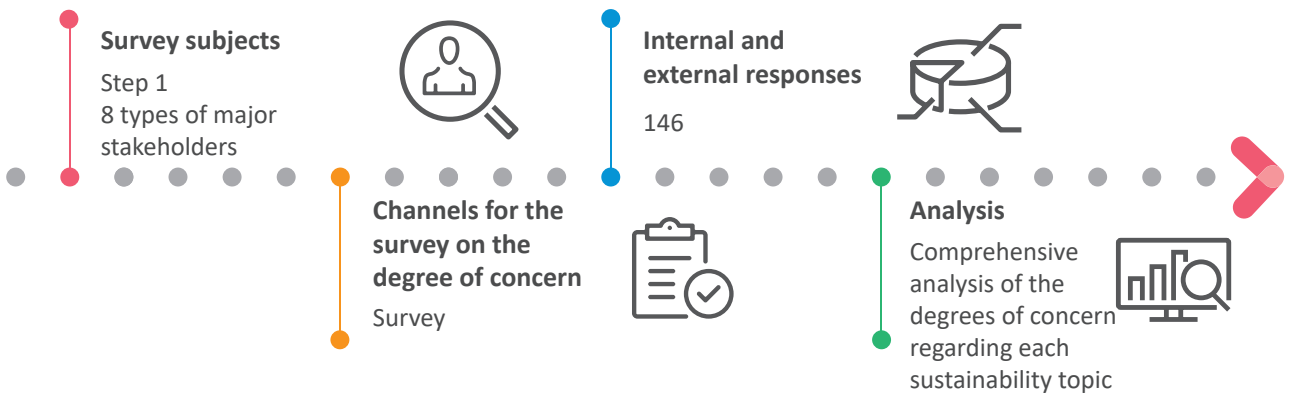 Survey subjects
Step 1
8 types of major
stakeholders
Channels for the
survey on the
degree of concern
Survey
Internal and
external responses
146
Analysis
Comprehensive
analysis of the
degrees of concern
regarding each
sustainability topic